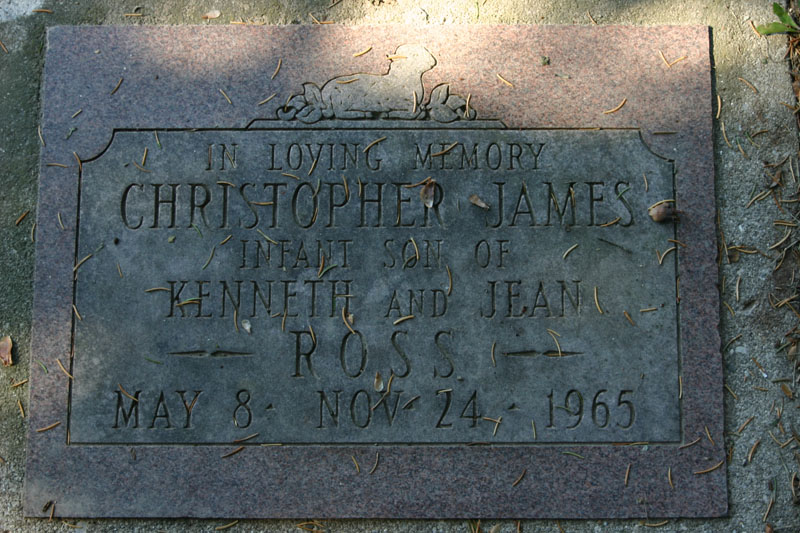 IN LOVING MEMORY
CHRISTOPHER JAMES
INFANT SON OF
KENNETH AND JEAN
ROSS
MAY 8 - NOV. 24 - 1965